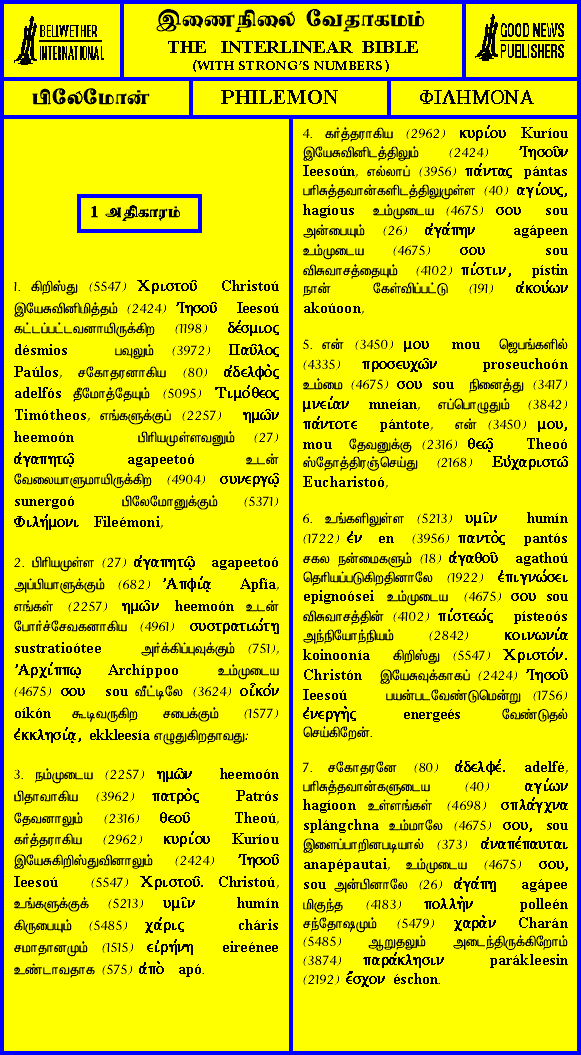 BELLWETHER
INTERNATIONAL
இணைநிலை வேதாகமம்
THE INTERLINEAR BIBLE
(WITH STRONG'S NUMBERS)
GOOD NEWS
PUBLISHERS
பிலேமோன்
PHILEMON
ΦΙΛΗΜΟΝΑ
1 அதிகாரம்
1. கிறிஸ்து (5547) Χριστοῦ Christoú
இயேசுவினிமித்தம் (2424) Ἰησοῦ Ieesoú
கட்டப்பட்டவனாயிருக்கிற (1198) δέσμιος
désmios பவுலும் (3972) Παῦλος
Paúlos, சகோதரனாகிய (80) ἀδελφὸς
adelfós தீமோத்தேயும் (5095) Τιμόθεος
Timótheos, எங்களுக்குப் (2257) ημῶν
heemoón பிரியமுள்ளவனும் (27)
ἀγαπητῷ agapeetoó உடன்
வேலையாளுமாயிருக்கிற (4904) συνεργῷ
sunergoó பிலேமோனுக்கும் (5371)
Φιλήμονι Fileémoni,
2. பிரியமுள்ள (27) ἀγαπητῷ agapeetoó
அப்பியாளுக்கும் (682) Ἀπφίᾳ Apfia,
எங்கள் (2257) ημῶν heemoón உடன்
போர்ச்சேவகனாகிய (4961) συστρατιώτῃ
sustratioótee அர்க்கிப்புவுக்கும் (751),
Ἀρχίππῳ Archíppoo உம்முடைய
(4675) σου sou வீட்டிலே (3624) οἶκόν
oikón கூடிவருகிற சபைக்கும் (1577)
ἐκκλησίᾳ, ekkleesía எழுதுகிறதாவது:
3. நம்முடைய (2257) ημῶν heemoón
பிதாவாகிய (3962) πατρὸς Patrós
தேவனாலும் (2316) θεοῦ Theoú,
கர்த்தராகிய (2962) κυρίου Kuríou
இயேசுகிறிஸ்துவினாலும் (2424) Ἰησοῦ
Ieesoú (5547) Χριστοῦ. Christoú,
உங்களுக்குக் (5213) υμῖν humín
கிருபையும் (5485) χάρις cháris
சமாதானமும் (1515) εἰρήνη eireénee
உண்டாவதாக (575) ἀπὸ apó.
4. கர்த்தராகிய (2962) κυρίου Kuríou
இயேசுவினிடத்திலும் (2424) Ἰησοῦν
Ieesoún, எல்லாப் (3956) πάντας pántas
பரிசுத்தவான்களிடத்திலுமுள்ள (40) αγίους,
hagíous உம்முடைய (4675) σου sou
அன்பையும் (26) ἀγάπην agápeen
உம்முடைய (4675) σου sou
விசுவாசத்தையும் (4102) πίστιν, pístin
நான் கேள்விப்பட்டு (191) ἀκούων
akoúoon,
5. என் (3450) μου mou ஜெபங்களில்
(4335) προσευχῶν proseuchoón
உம்மை (4675) σου sou நினைத்து (3417)
μνείαν mneían, எப்பொழுதும் (3842)
πάντοτε pántote, என் (3450) μου,
mou தேவனுக்கு (2316) θεῷ Theoó
ஸ்தோத்திரஞ்செய்து (2168) Εὐχαριστῶ
Eucharistoó,
6. உங்களிலுள்ள (5213) υμῖν humín
(1722) ἐν en (3956) παντὸς pantós
சகல நன்மைகளும் (18) ἀγαθοῦ agathoú
தெரியப்படுகிறதினாலே (1922) ἐπιγνώσει
epignoósei உம்முடைய (4675) σου sou
விசுவாசத்தின் (4102) πίστεώς písteoós
அந்நியோந்நியம் (2842) κοινωνία
koinoonía கிறிஸ்து (5547) Χριστόν.
Christón இயேசுவுக்காகப் (2424) Ἰησοῦ
Ieesoú பயன்படவேண்டுமென்று (1756)
ἐνεργὴς energeés வேண்டுதல்
செய்கிறேன்.
7. சகோதரனே (80) ἀδελφέ. adelfé,
பரிசுத்தவான்களுடைய (40) αγίων
hagíoon உள்ளங்கள் (4698) σπλάγχνα
splángchna உம்மாலே (4675) σου, sou
இளைப்பாறினபடியால் (373) ἀναπέπαυται
anapépautai, உம்முடைய (4675) σου,
sou அன்பினாலே (26) ἀγάπῃ agápee
மிகுந்த (4183) πολλὴν polleén
சந்தோஷமும் (5479) χαρὰν Charán
(5485) ஆறுதலும் அடைந்திருக்கிறோம்
(3874) παράκλησιν parákleesin
(2192) ἔσχον éschon.